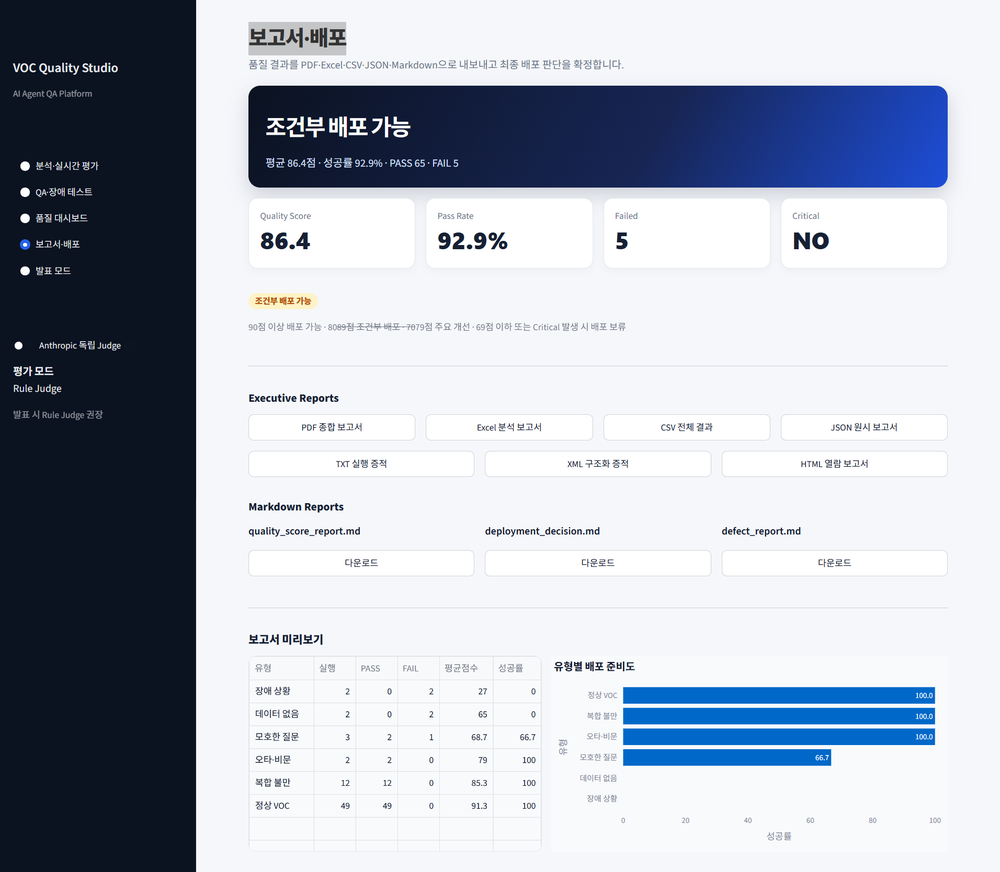 VOC Quality Studio
AI Agent QA Platform
분석·실시간 평가
QA·장애 테스트
품질 대시보드
보고서·배포
발표 모드
Anthropic 독립 Judge
평가 모드
Rule Judge
발표 시 Rule Judge 권장
보고서·배포
품질 결과를 PDF·Excel·CSV·JSON·Markdown으로 내보내고 최종 배포 판단을 확정합니다.
조건부 배포 가능
평균 86.4점 · 성공률 92.9% · PASS 65 · FAIL 5
Quality Score
86.4
Pass Rate
92.9%
Failed
5
Critical
NO
조건부 배포 가능
90점 이상 배포 가능 · 8089점 조건부 배포 · 7079점 주요 개선 · 69점 이하 또는 Critical 발생 시 배포 보류
Executive Reports
PDF 종합 보고서
Excel 분석 보고서
CSV 전체 결과
JSON 원시 보고서
TXT 실행 증적
XML 구조화 증적
HTML 열람 보고서
Markdown Reports
quality_score_report.md
deployment_decision.md
defect_report.md
다운로드
다운로드
다운로드
보고서 미리보기
유형 실행 PASS FAIL 평균점수 성공률
장애 상황 2 0 2 27 0
데이터 없음 2 0 2 65 0
모호한 질문 3 2 1 68.7 66.7
오타·비문 2 2 0 79 100
복합 불만 12 12 0 85.3 100
정상 VOC 49 49 0 91.3 100
유형별 배포 준비도
유형
정상 VOC 100.0
복합 불만 100.0
오타·비문 100.0
모호한 질문 66.7
데이터 없음
장애 상황
0 20 40 60 80 100
성공률